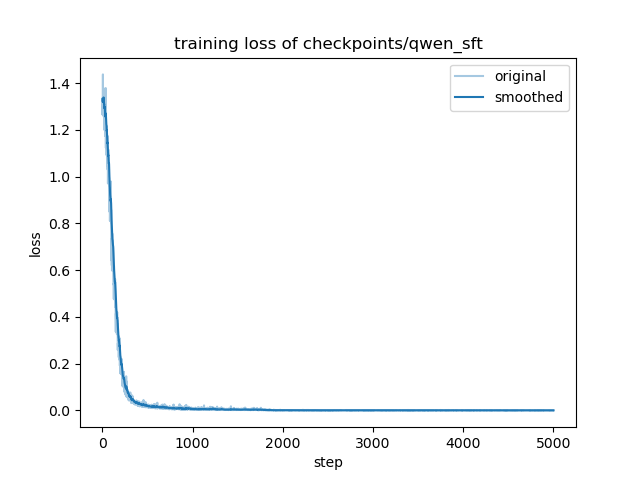 training loss of checkpoints/qwen_sft
original
smoothed
1.4
1.2
1.0
0.8
0.6
0.4
0.2
0.0
loss
0 1000 2000 3000 4000 5000
step